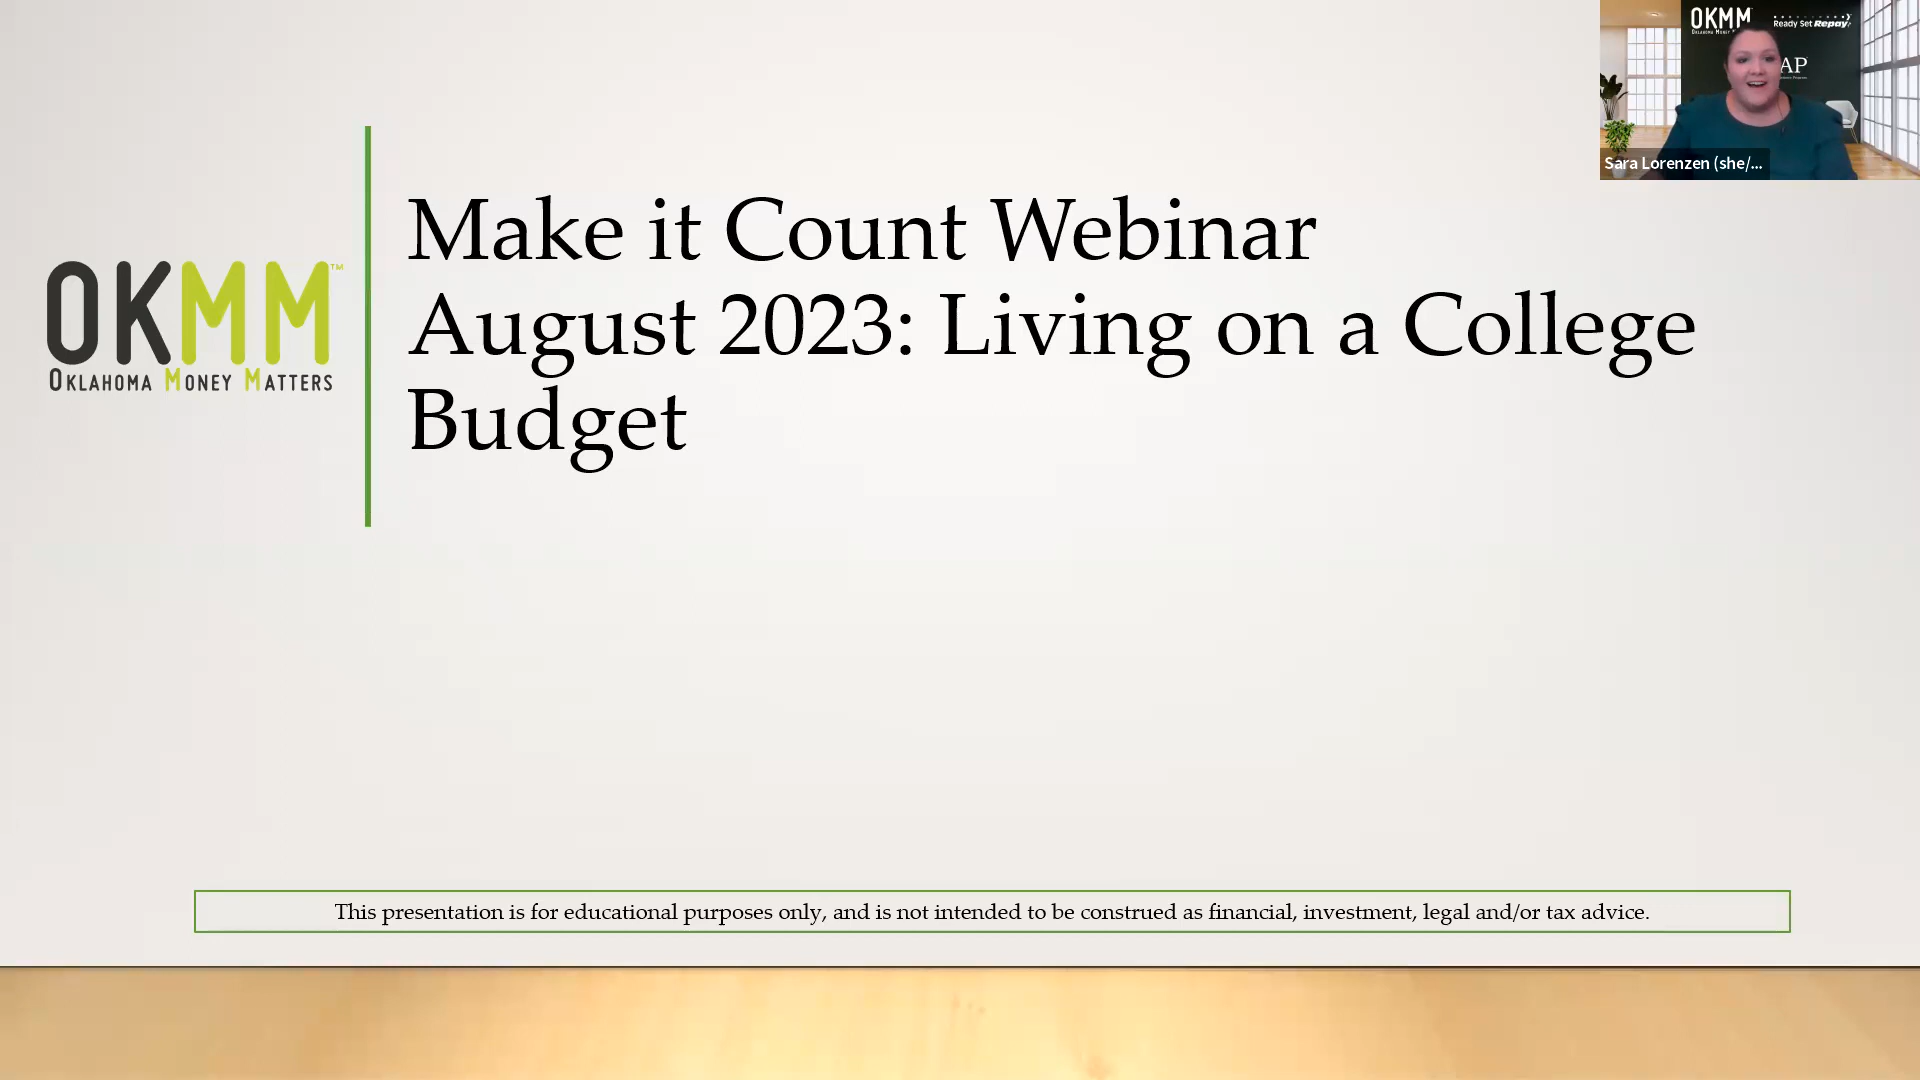 OKMM
Ready Set Repay
AP
Sara Lorenzen (she/...
Make it Count Webinar
August 2023: Living on a College
Budget
OKMM™
OKLAHOMA MONEY MATTERS
This presentation is for educational purposes only, and is not intended to be construed as financial, investment, legal and/or tax advice.